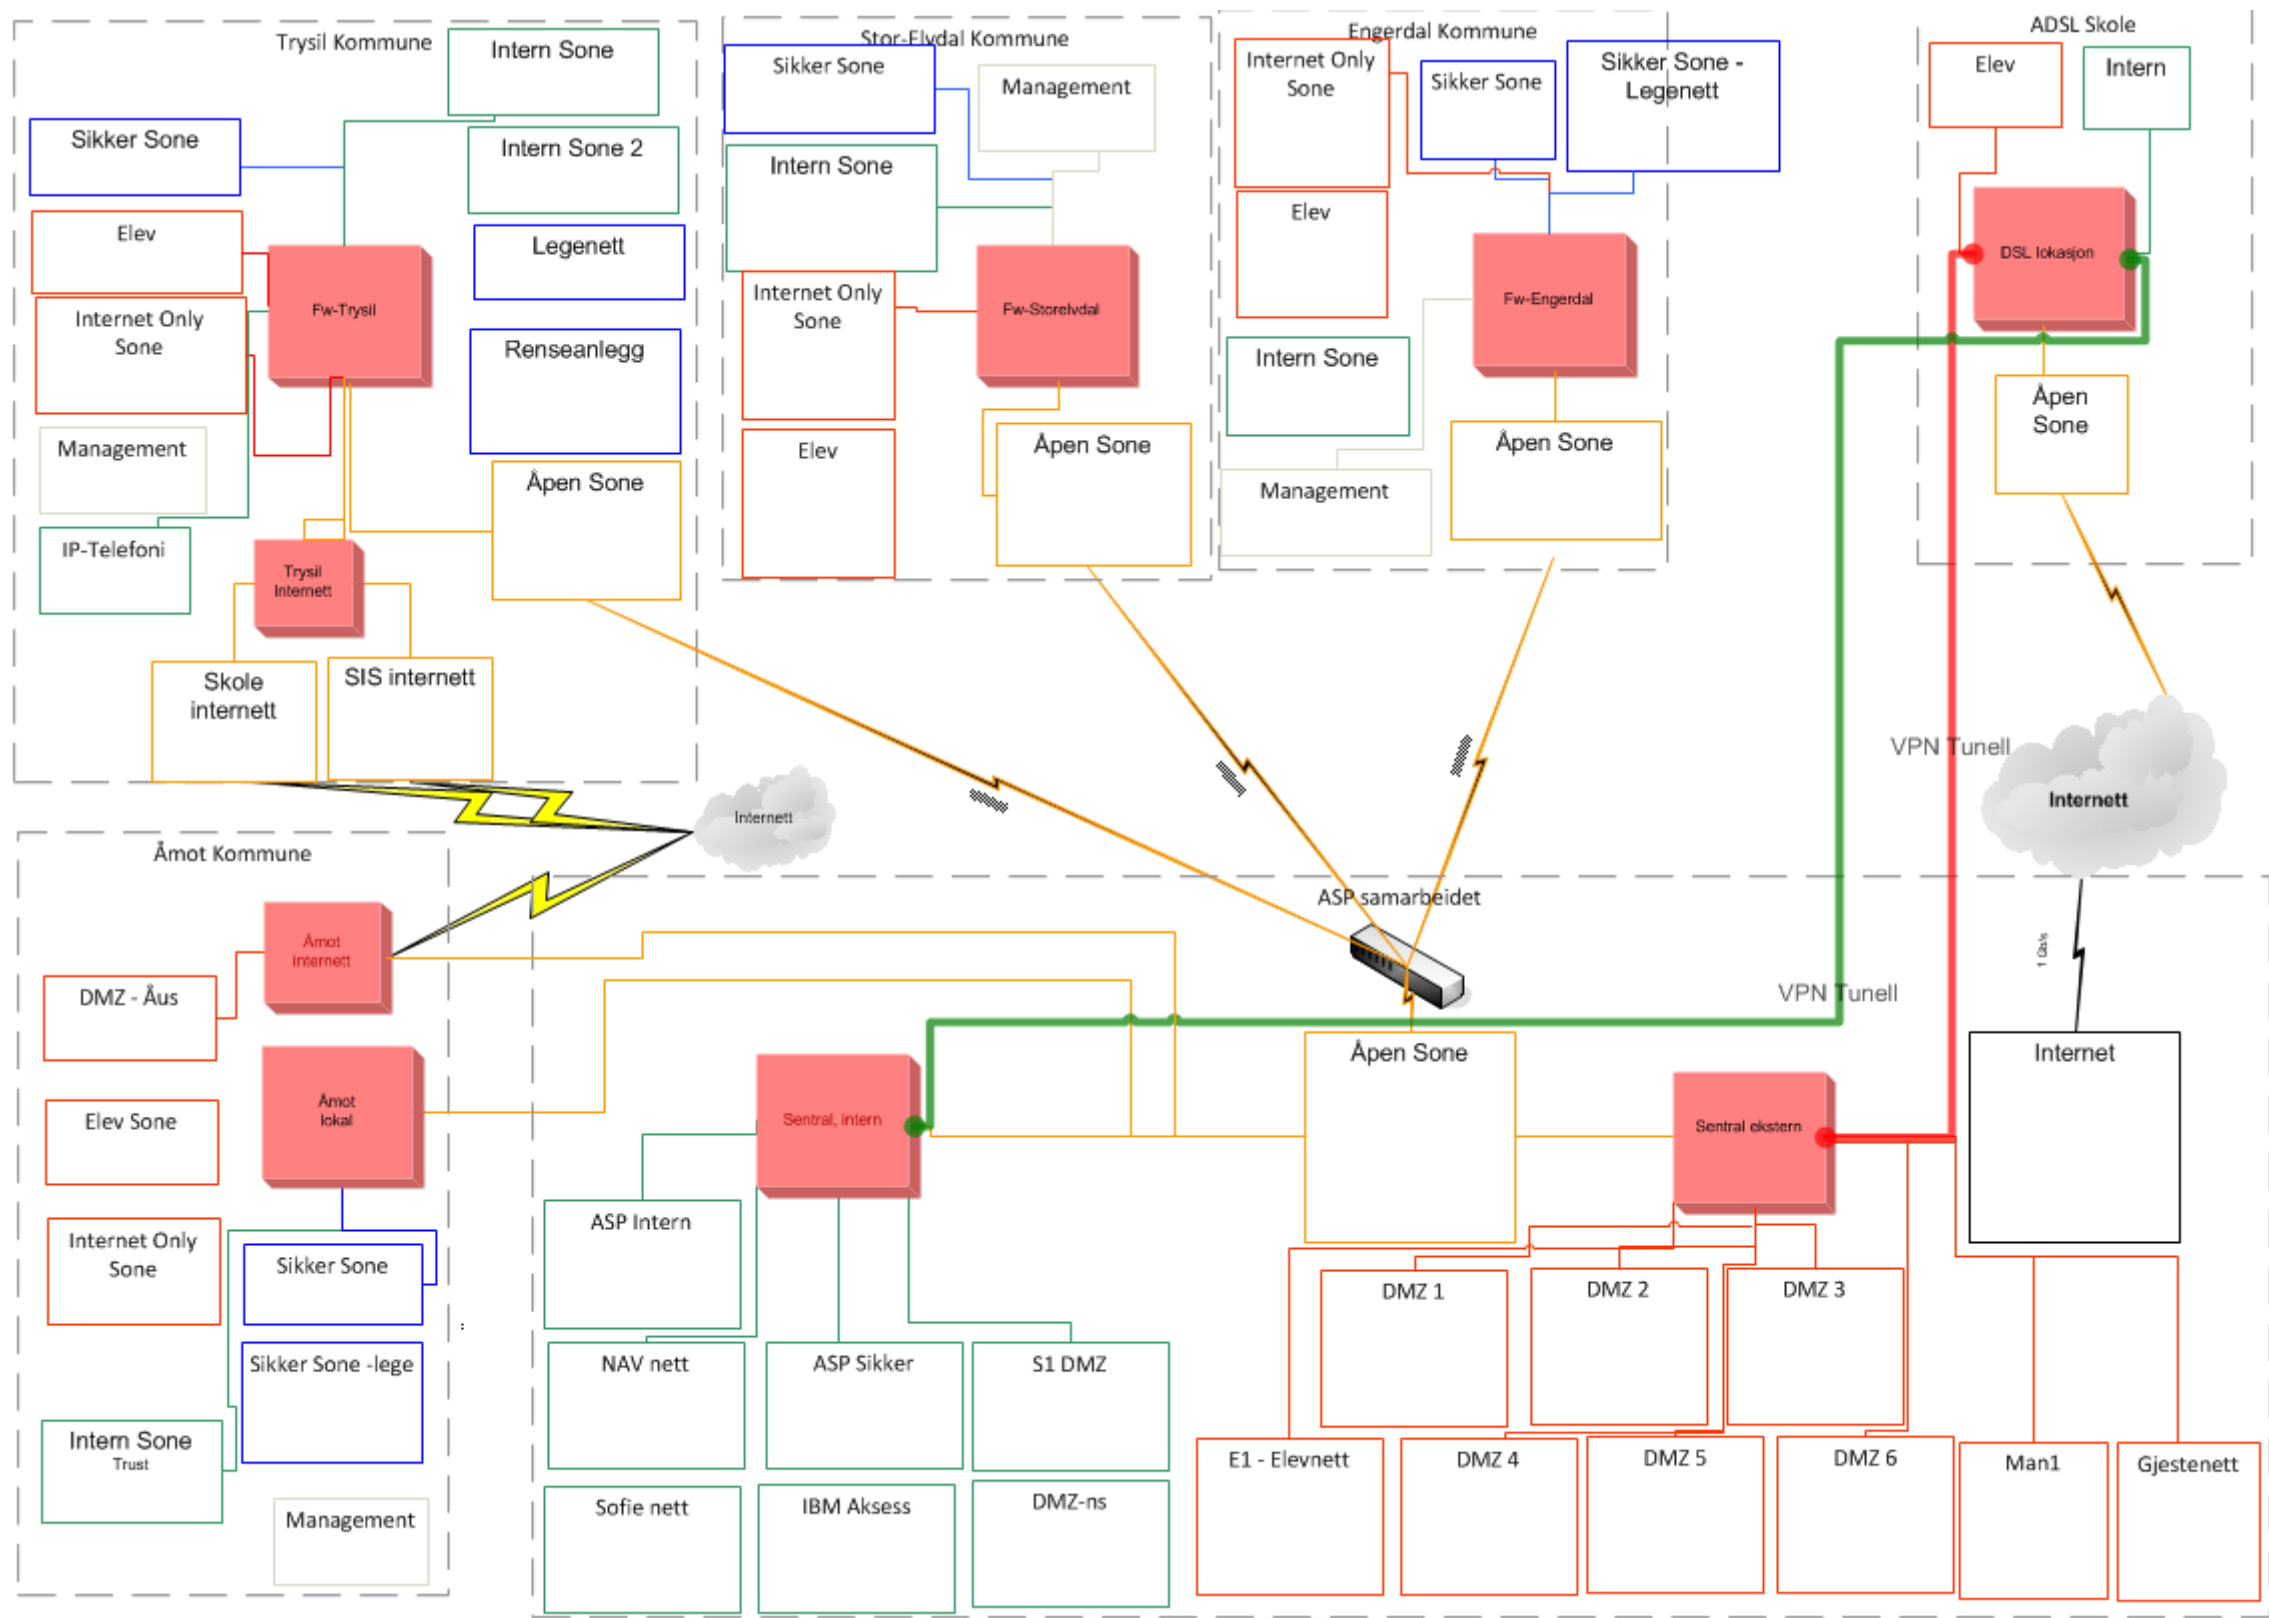 Trysil Kommune
Intern Sone
Sikker Sone
Intern Sone 2
Elev
Legenett
Fw-Trysil
Internet Only
Sone
Renseanlegg
Management
Åpen Sone
IP-Telefoni
Trysil
Internett
Skole
internett
SIS internett
Stor-Elvdal Kommune
Sikker Sone
Management
Intern Sone
Internet Only
Sone
Fw-Storelvdal
Elev
Åpen Sone
Engerdal Kommune
Internet Only
Sone
Sikker Sone
Sikker Sone -
Legenett
Elev
Fw-Engerdal
Intern Sone
Åpen Sone
Management
ADSL Skole
Elev
Intern
DSL lokasjon
Åpen
Sone
VPN Tunell
Internett
Internett
Åmot Kommune
Åmot
internett
DMZ - Åus
Åmot
lokal
Elev Sone
Internet Only
Sone
Sikker Sone
:
Sikker Sone -lege
Intern Sone
Trust
Management
ASP samarbeidet
1 Gb/s
VPN Tunell
Åpen Sone
Internet
Sentral, intern
Sentral ekstern
ASP Intern
NAV nett
ASP Sikker
S1 DMZ
Sofie nett
IBM Aksess
DMZ-ns
DMZ 1
DMZ 2
DMZ 3
E1 - Elevnett
DMZ 4
DMZ 5
DMZ 6
Man1
Gjestenett